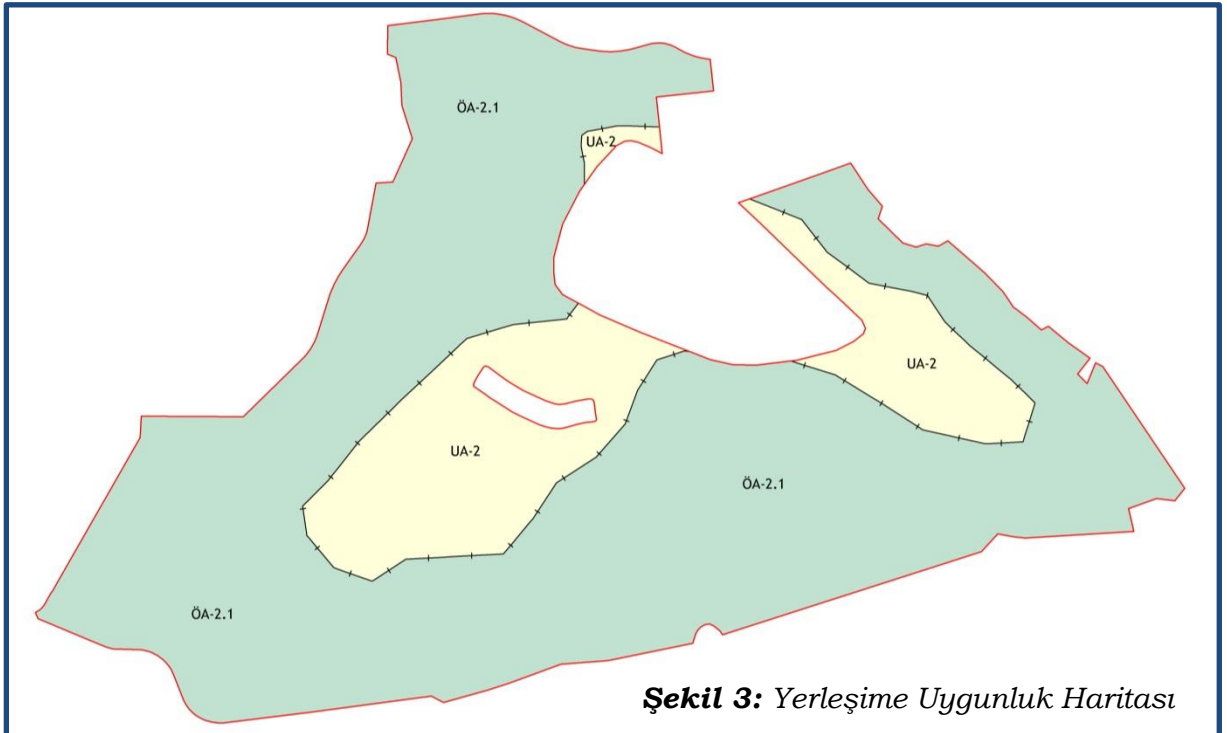 ÖA-2.1
UA-2
UA-2
UA-2
ÖA-2.1
ÖA-2.1
Şekil 3: Yerleşime Uygunluk Haritası